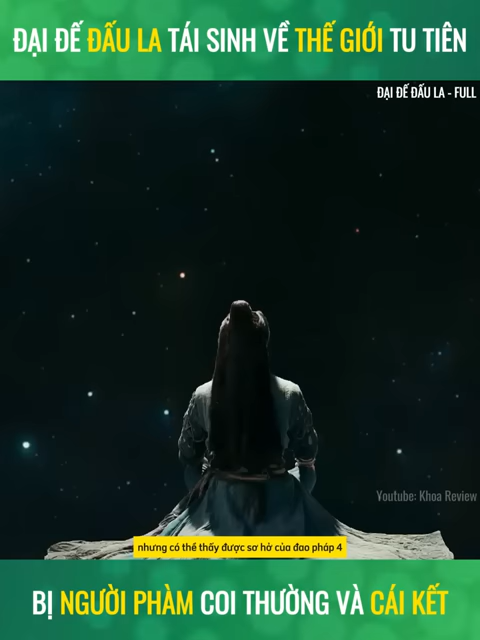 ĐẠI ĐẾ ĐẤU LA TÁI SINH VỀ THẾ GIỚI TU TIÊN
ĐẠI ĐẾ ĐẤU LA - FULL
Youtube: Khoa Review
nhưng có thể thấy được sơ hở của đao pháp 4
BỊ NGƯỜI PHÀM COI THƯỜNG VÀ CÁI KẾT